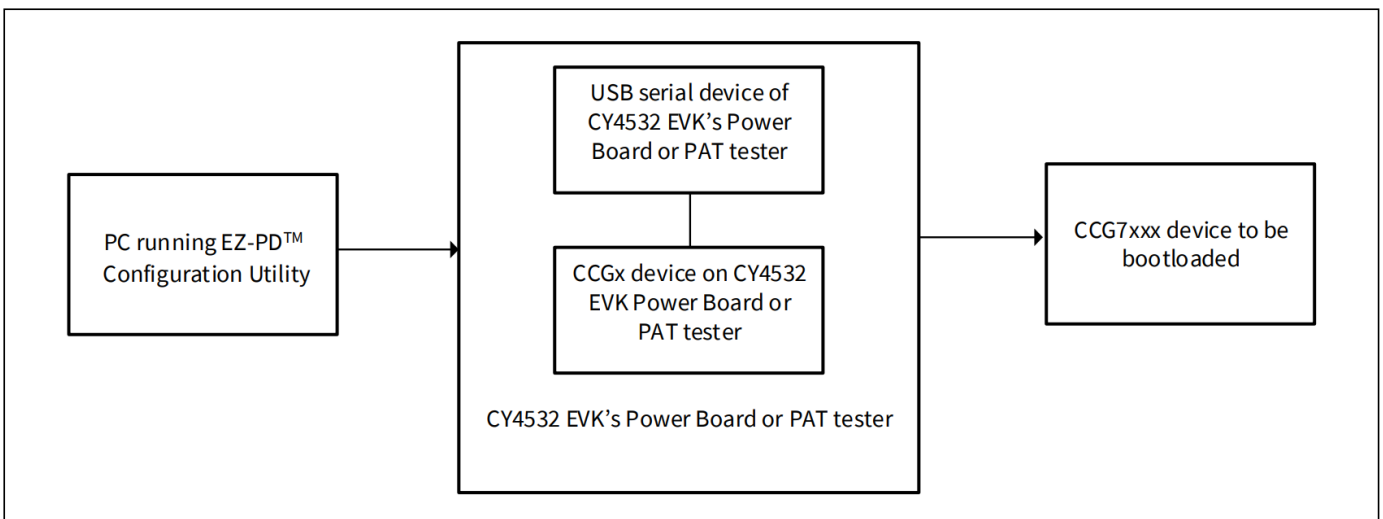 PC running EZ-PD™
Configuration Utility
USB serial device of
CY4532 EVK’s Power
Board or PAT tester
CCGx device on CY4532
EVK Power Board or
PAT tester
CY4532 EVK’s Power Board or PAT tester
CCG7xxx device to be
bootloaded